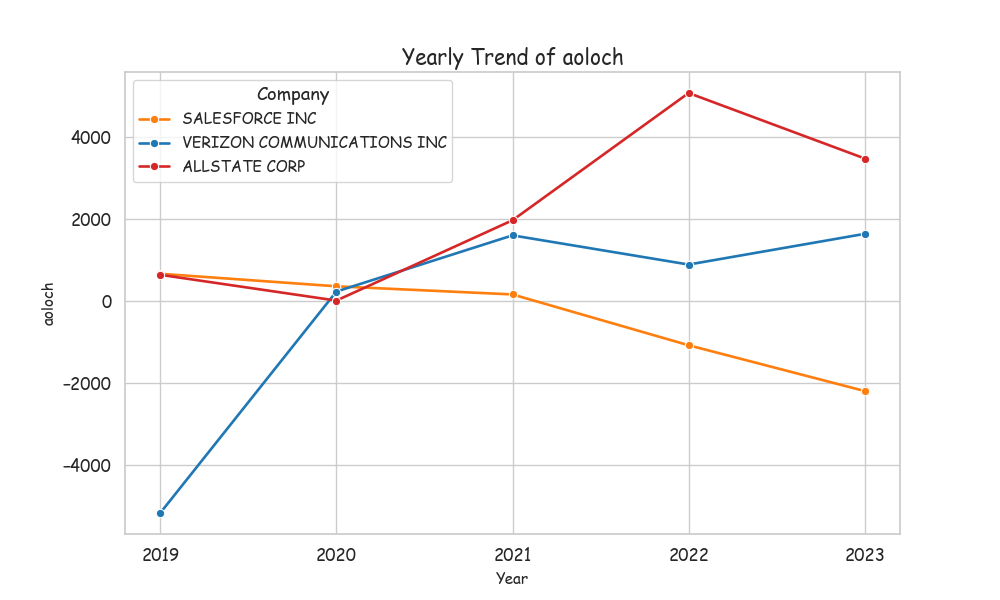 Yearly Trend of aoloch
Company
SALESFORCE INC
VERIZON COMMUNICATIONS INC
ALLSTATE CORP
4000
2000
0
−2000
−4000
aoloch
2019 2020 2021 2022 2023
Year